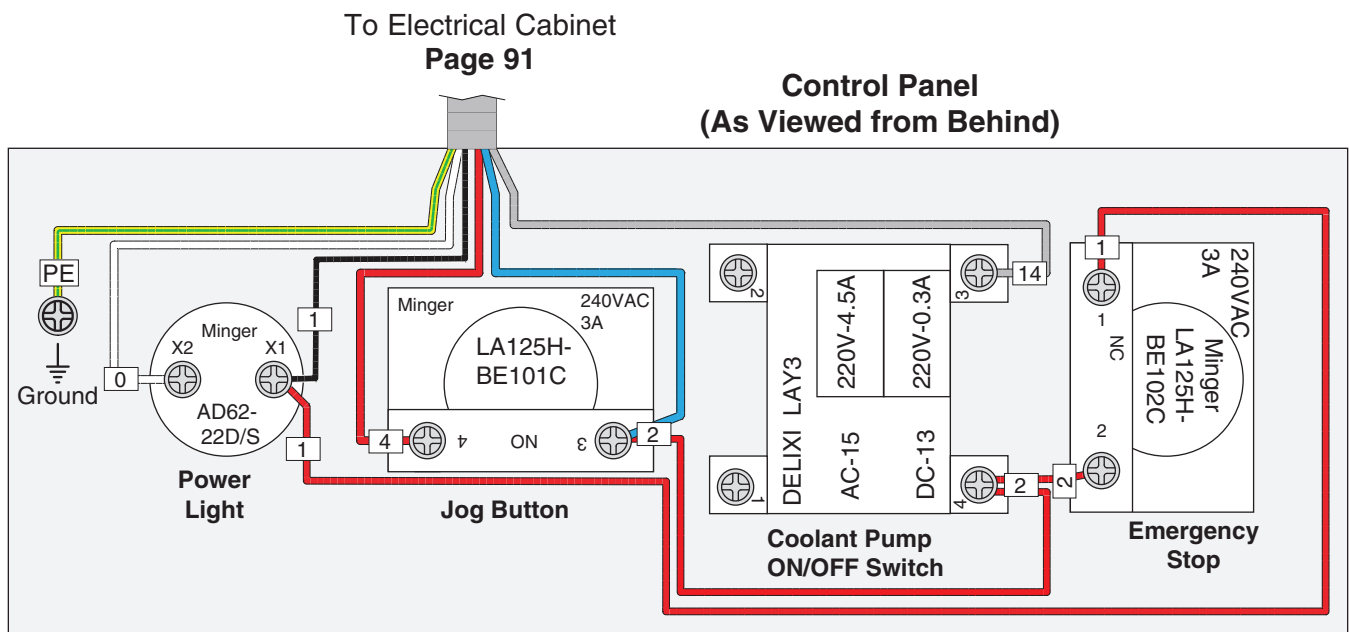 To Electrical Cabinet
Page 91
Control Panel
(As Viewed from Behind)
PE
Ground
0
1
1
Minger
X2
X1
AD62-
22D/S
Power
Light
Minger
240VAC
3A
LA125H-
BE101C
4
4
NO
3
2
Jog Button
2
3
14
1
4
DELIXI LAY3
AC-15
220V-4.5A
DC-13
220V-0.3A
2
2
Coolant Pump
ON/OFF Switch
1
1
NC
2
240VAC
3A
Minger
LA125H-
BE102C
Emergency
Stop